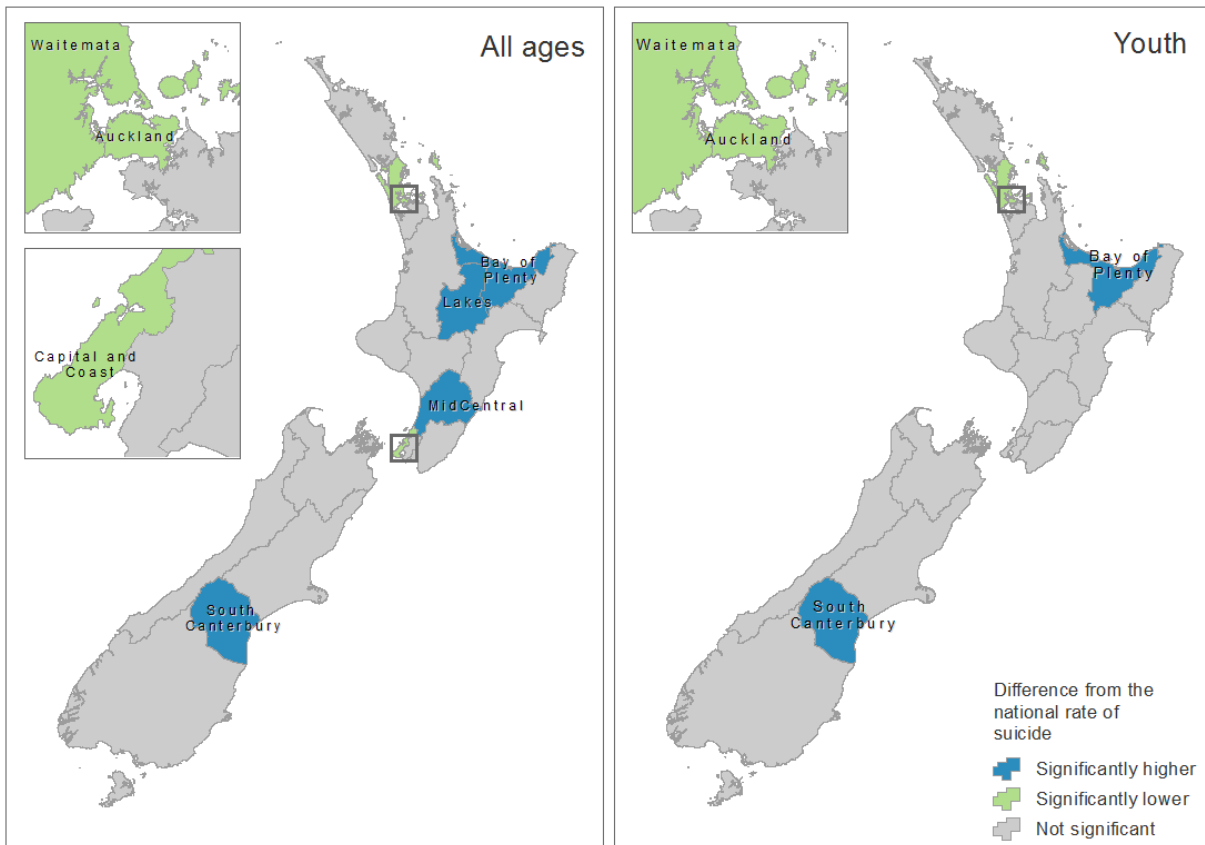 All ages
Waitemata
Auckland
Capital and
Coast
Bay of
Plenty
Lakes
MidCentral
South
Canterbury
Youth
Waitemata
Auckland
Bay of
Plenty
South
Canterbury
Difference from the
national rate of
suicide
Significantly higher
Significantly lower
Not significant